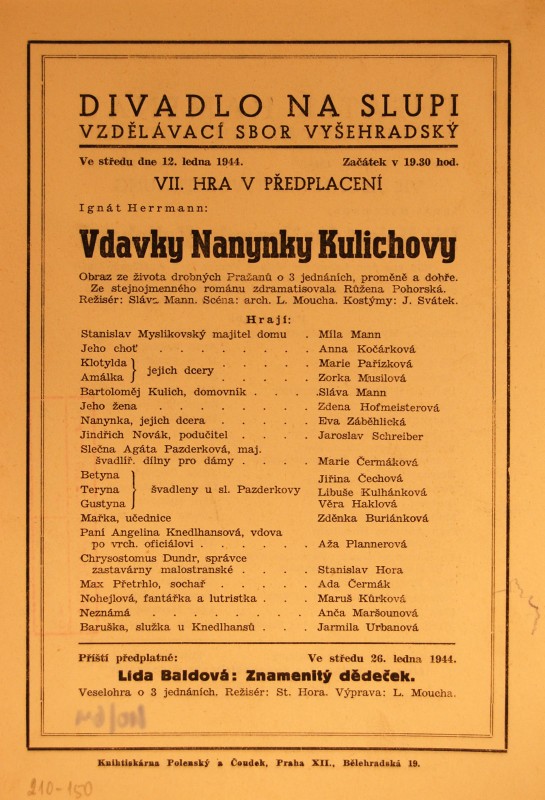 DIVADLO NA SLUPI
VZDĚLÁVACÍ SBOR VYŠEHRADSKÝ
Ve středu dne 12. ledna 1944. Začátek v 19.30 hod.
VII. HRA V PŘEDPLACENÍ
Ignát Herrmann:
Vdavky Nanynky Kulichovy
Obraz ze života drobných Pražanů o 3 jednáních, proměně a dohře.
Ze stejnojmenného románu zdramatisovala Růžena Pohorská.
Režisér: Sláva Mann. Scéna: arch. L. Moucha. Kostýmy: J. Svátek.
Hrají:
Stanislav Myslikovský majitel domu . Míla Mann
Jeho choť . . . . . . . Anna Kočárková
Klotylda } jejich dcery . . . . . Marie Pařízková
Amálka . . . . . Zorka Musilová
Bartoloměj Kulich, domovník . . . .Sláva Mann
Jeho žena . . . . . . . Zdena Hofmeisterová
Nanynka, jejich dcera . . . . . Eva Záběhlická
Jindřich Novák, podučitel . . . . Jaroslav Schreiber
Slečna Agáta Pazderková, maj.
švadlíř. dílny pro dámy . . . . Marie Čermáková
Betyna Jiřina Čechová
Teryna } švadleny u sl. Pazderkovy Libuše Kulhánková
Gustyna Věra Haklová
Mařka, učednice Zděnka Buriánková
Paní Angelina Knedlhansová, vdova
po vrch. oficiálovi . . . . . . Aža Plannerová
Chrysostomus Dundr, správce
zastavárny malostranské . . . . Stanislav Hora
Max Přetrhlo, sochař . . . . . Ada Čermák
Nohejlová, fantářka a lutristka . . . Maruš Kůrková
Neznámá . . . . . . . Anča Maršounová
Baruška, služka u Knedlhansů . . . Jarmila Urbanová
Příští předplatné: Ve středu 26. ledna 1944.
Lída Baldová: Znamenitý dědeček.
Veselohra o 3 jednáních. Režisér: St. Hora. Výprava: L. Moucha.
Knihtiskárna Polenský a Čoudek, Praha XII., Bělehradská 19.
210-150